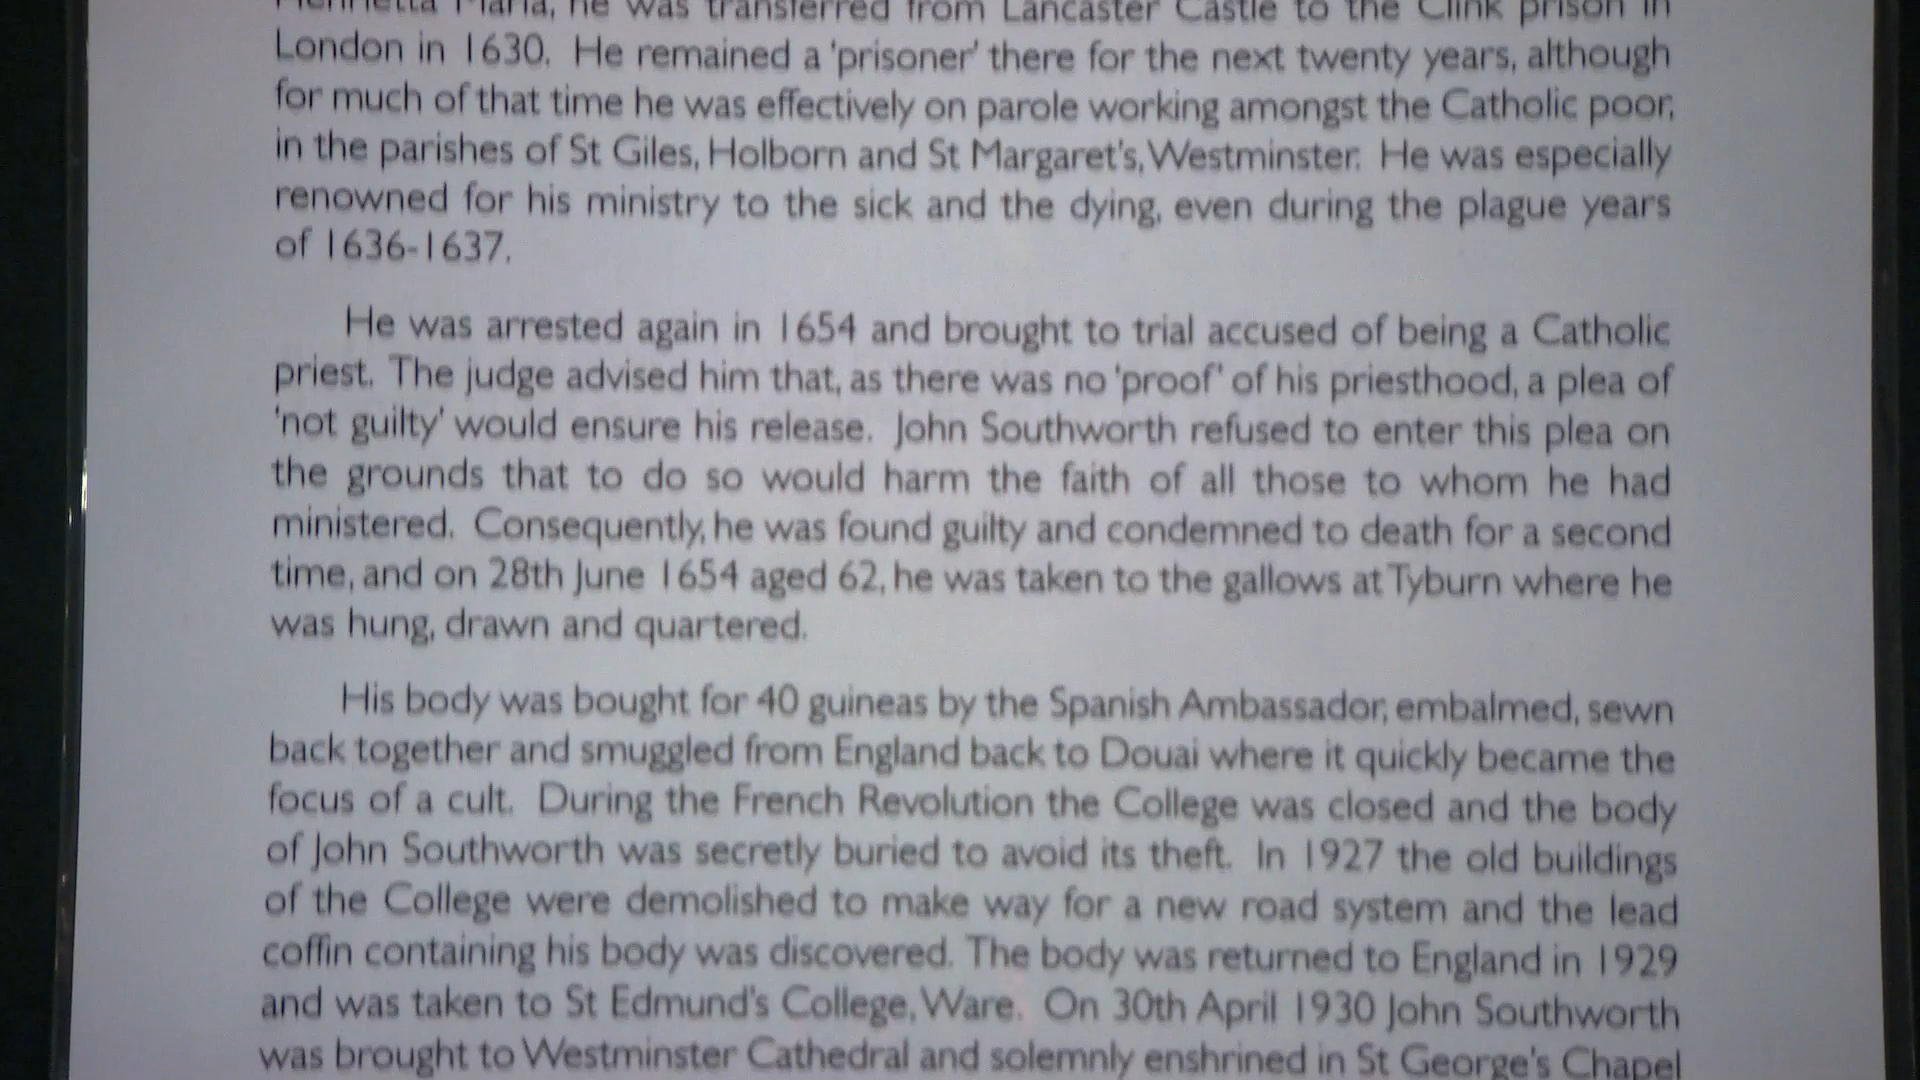 Henrietta Maria, he was transferred from Lancaster Castle to the Clink prison in
London in 1630. He remained a 'prisoner' there for the next twenty years, although
for much of that time he was effectively on parole working amongst the Catholic poor,
in the parishes of St Giles, Holborn and St Margaret's, Westminster. He was especially
renowned for his ministry to the sick and the dying, even during the plague years
of 1636-1637.
He was arrested again in 1654 and brought to trial accused of being a Catholic
priest. The judge advised him that, as there was no 'proof' of his priesthood, a plea of
'not guilty' would ensure his release. John Southworth refused to enter this plea on
the grounds that to do so would harm the faith of all those to whom he had
ministered. Consequently, he was found guilty and condemned to death for a second
time, and on 28th June 1654 aged 62, he was taken to the gallows at Tyburn where he
was hung, drawn and quartered.
His body was bought for 40 guineas by the Spanish Ambassador, embalmed, sewn
back together and smuggled from England back to Douai where it quickly became the
focus of a cult. During the French Revolution the College was closed and the body
of John Southworth was secretly buried to avoid its theft. In 1927 the old buildings
of the College were demolished to make way for a new road system and the lead
coffin containing his body was discovered. The body was returned to England in 1929
and was taken to St Edmund's College, Ware. On 30th April 1930 John Southworth
was brought to Westminster Cathedral and solemnly enshrined in St George's Chapel